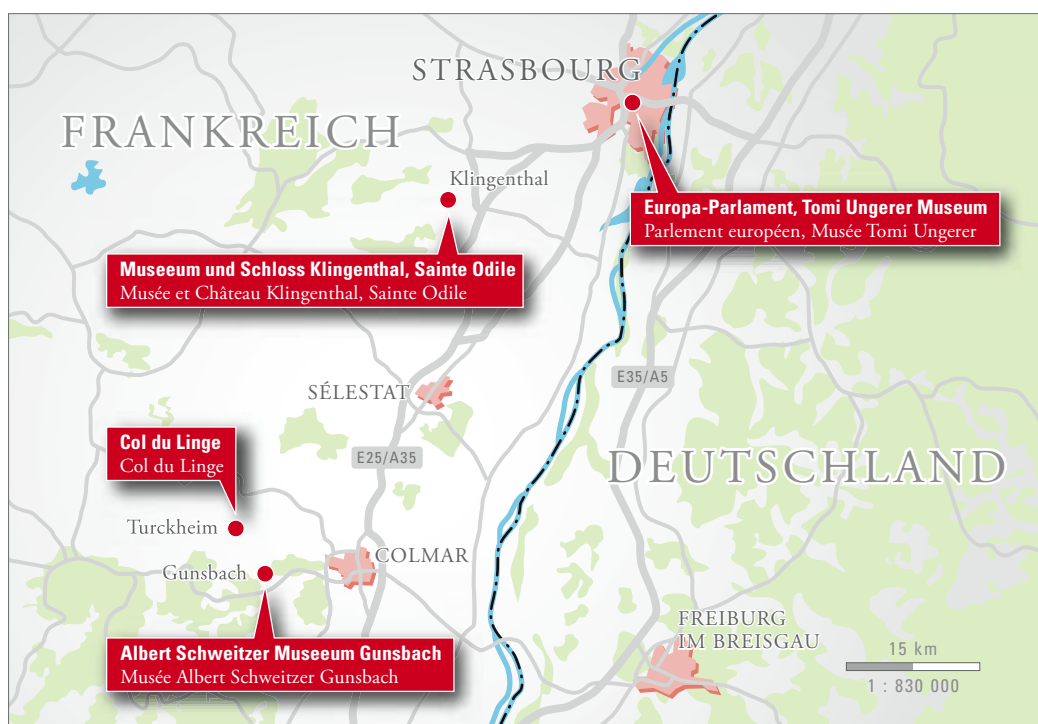 STRASBOURG
FRANKREICH
Klingenthal
Europa-Parlament, Tomi Ungerer Museum
Parlement européen, Musée Tomi Ungerer
Museeum und Schloss Klingenthal, Sainte Odile
Musée et Château Klingenthal, Sainte Odile
E35/A5
SÉLESTAT
Col du Linge
Col du Linge
E25/A35
DEUTSCHLAND
Turckheim
COLMAR
Gunsbach
FREIBURG
IM BREISGAU
Albert Schweitzer Museeum Gunsbach
Musée Albert Schweitzer Gunsbach
15 km
1 : 830 000